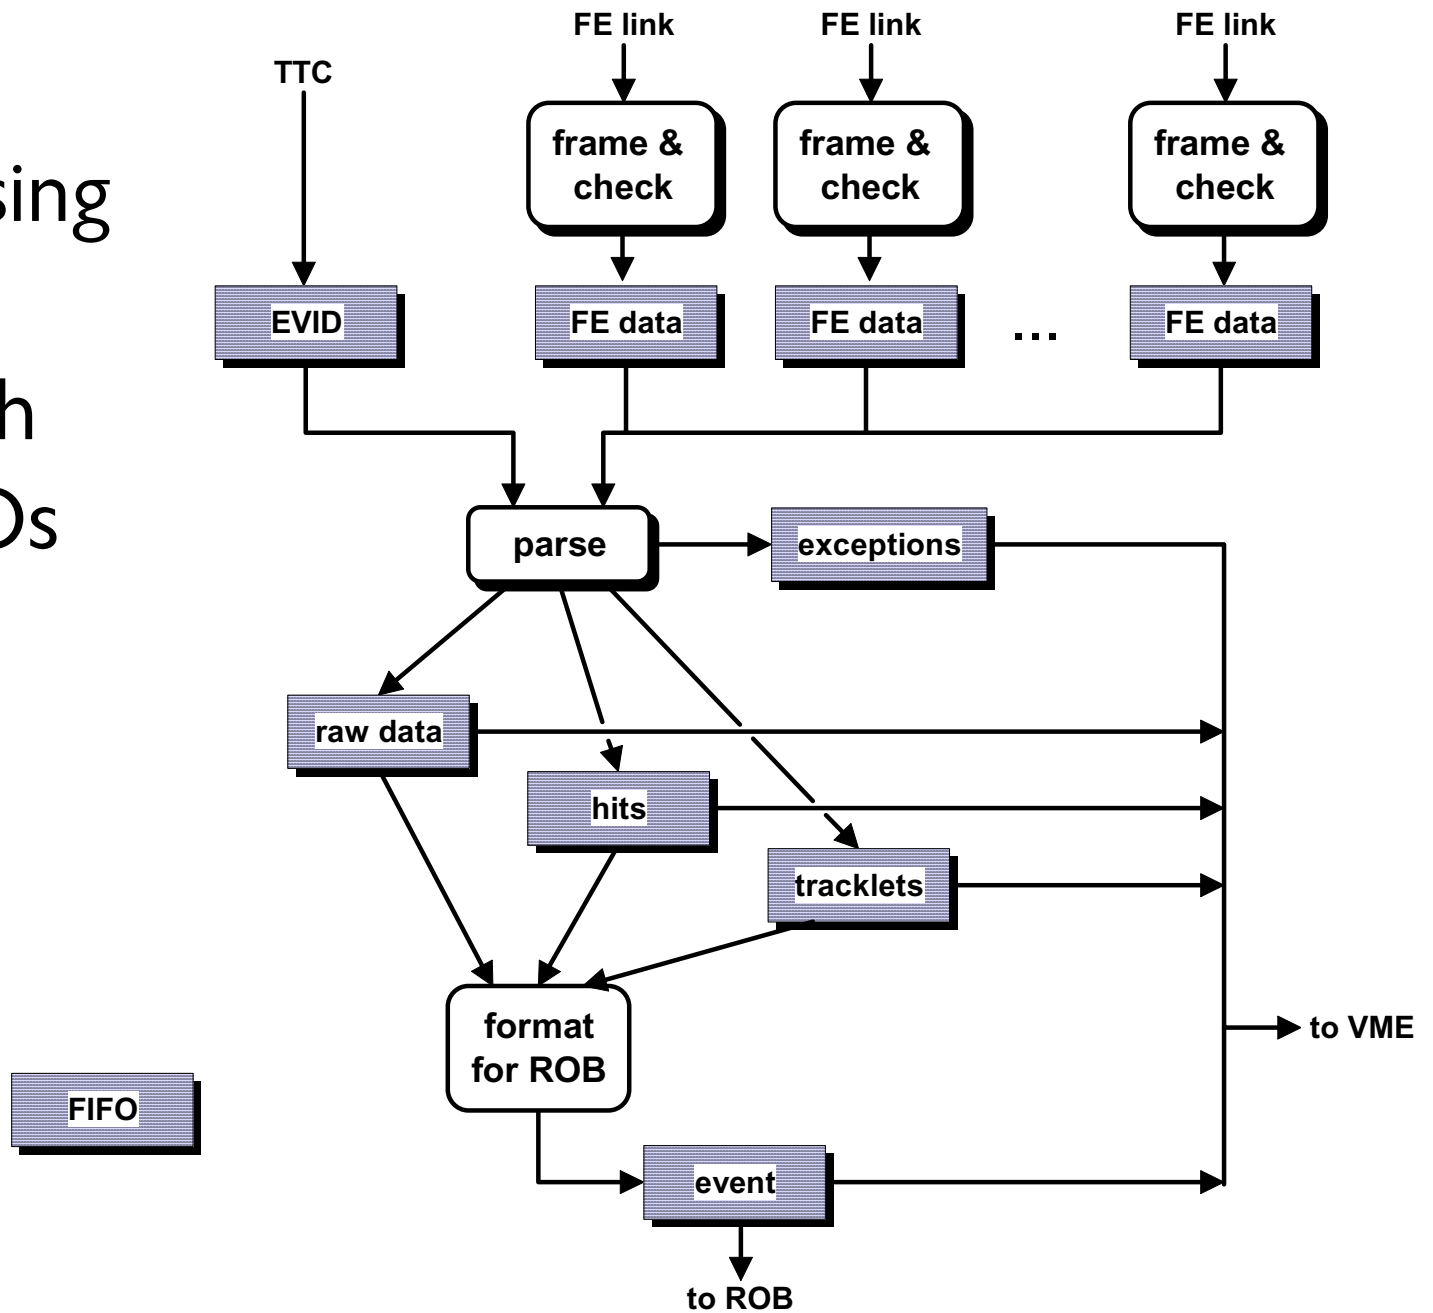 sing
h
Os
TTC
FE link
FE link
FE link
frame &
check
frame &
check
frame &
check
EVID
FE data
FE data
...
FE data
parse
exceptions
raw data
hits
tracklets
format
for ROB
to VME
FIFO
event
to ROB